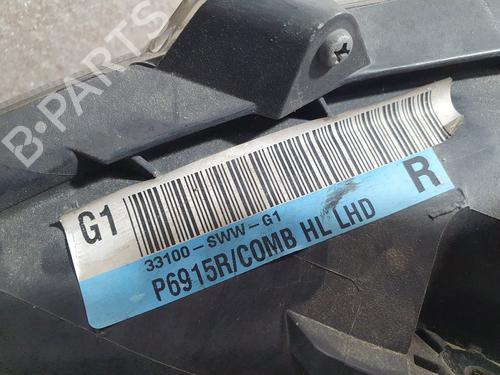 B-PARTS
G1
R
33100-SWW-G1
P6915R/COMB HL LHD